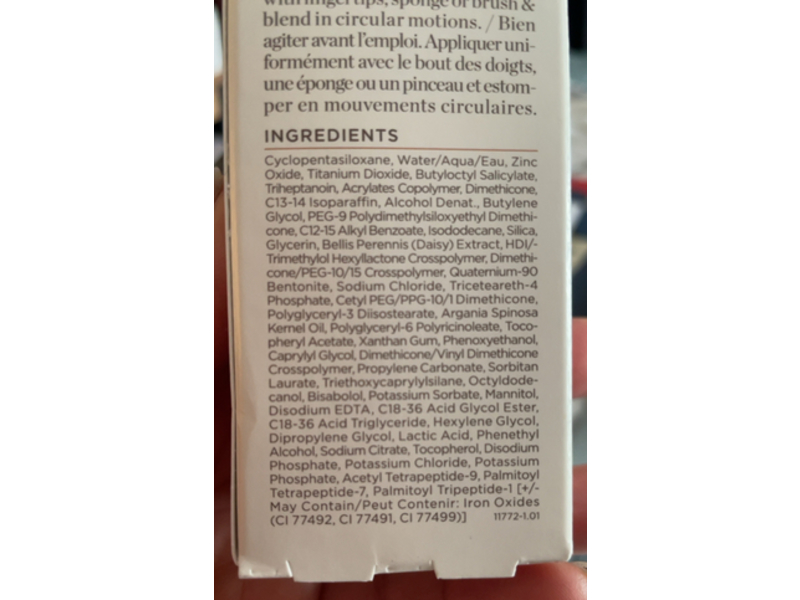 with fingertips, sponge or brush &
blend in circular motions. / Bien
agiter avant l'emploi. Appliquer uni-
formément avec le bout des doigts,
une éponge ou un pinceau et estom-
per en mouvements circulaires.
INGREDIENTS
Cyclopentasiloxane, Water/Aqua/Eau, Zinc
Oxide, Titanium Dioxide, Butyloctyl Salicylate,
Triheptanoin, Acrylates Copolymer, Dimethicone,
C13-14 Isoparaffin, Alcohol Denat., Butylene
Glycol, PEG-9 Polydimethylsiloxyethyl Dimethi-
cone, C12-15 Alkyl Benzoate, Isododecane, Silica,
Glycerin, Bellis Perennis (Daisy) Extract, HDI/-
Trimethylol Hexyllactone Crosspolymer, Dimethi-
cone/PEG-10/15 Crosspolymer, Quaternium-90
Bentonite, Sodium Chloride, Triceteareth-4
Phosphate, Cetyl PEG/PPG-10/1 Dimethicone,
Polyglyceryl-3 Diisostearate, Argania Spinosa
Kernel Oil, Polyglyceryl-6 Polyricinoleate, Toco-
pheryl Acetate, Xanthan Gum, Phenoxyethanol,
Caprylyl Glycol, Dimethicone/Vinyl Dimethicone
Crosspolymer, Propylene Carbonate, Sorbitan
Laurate, Triethoxycaprylylsilane, Octyldode-
canol, Bisabolol, Potassium Sorbate, Mannitol,
Disodium EDTA, C18-36 Acid Glycol Ester,
C18-36 Acid Triglyceride, Hexylene Glycol,
Dipropylene Glycol, Lactic Acid, Phenethyl
Alcohol, Sodium Citrate, Tocopherol, Disodium
Phosphate, Potassium Chloride, Potassium
Phosphate, Acetyl Tetrapeptide-9, Palmitoyl
Tetrapeptide-7, Palmitoyl Tripeptide-1 [+/-
May Contain/Peut Contenir: Iron Oxides
(CI 77492, CI 77491, CI 77499)] 11772-1.01